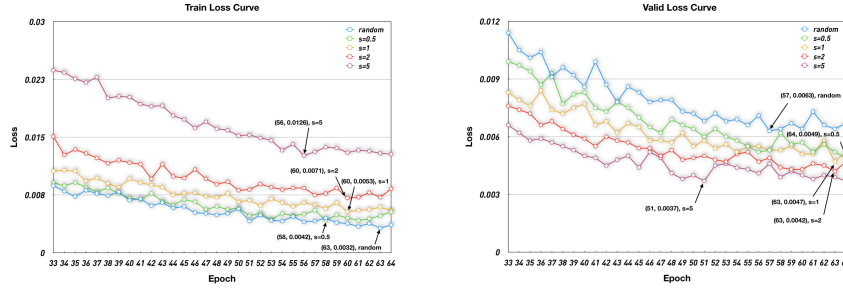 Train Loss Curve
0.03
0.023
0.015
0.008
0
Loss
random
s=0.5
s=1
s=2
s=5
(56, 0.0126), s=5
(60, 0.0071), s=2
(60, 0.0053), s=1
(58, 0.0042), s=0.5
(63, 0.0032), random
33 34 35 36 37 38 39 40 41 42 43 44 45 46 47 48 49 50 51 52 53 54 55 56 57 58 59 60 61 62 63 64
Epoch
Valid Loss Curve
0.012
0.009
0.006
0.003
0
Loss
random
s=0.5
s=1
s=2
s=5
(57, 0.0063), random
(64, 0.0049), s=0.5
(51, 0.0037), s=5
(63, 0.0047), s=1
(63, 0.0042), s=2
33 34 35 36 37 38 39 40 41 42 43 44 45 46 47 48 49 50 51 52 53 54 55 56 57 58 59 60 61 62 63 64
Epoch